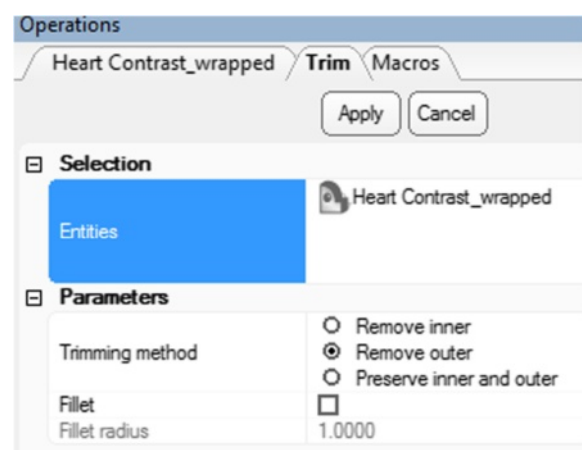 Operations
Heart Contrast_wrapped Trim Macros
Apply Cancel
Selection
Entities Heart Contrast_wrapped
Parameters
Trimming method
Remove inner
Remove outer
Preserve inner and outer
Fillet
Fillet radius 1.0000